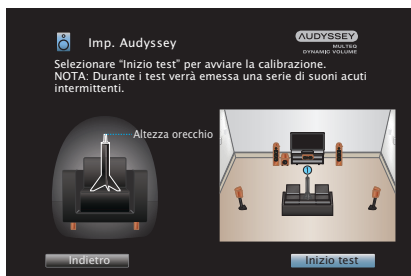 Imp. Audyssey
AUDYSSEY
MULTEQ
DYNAMIC VOLUME
Selezionare “Inizio test” per avviare la calibrazione.
NOTA: Durante i test verrà emessa una serie di suoni acuti
intermittenti.
Altezza orecchio
Indietro
Inizio test